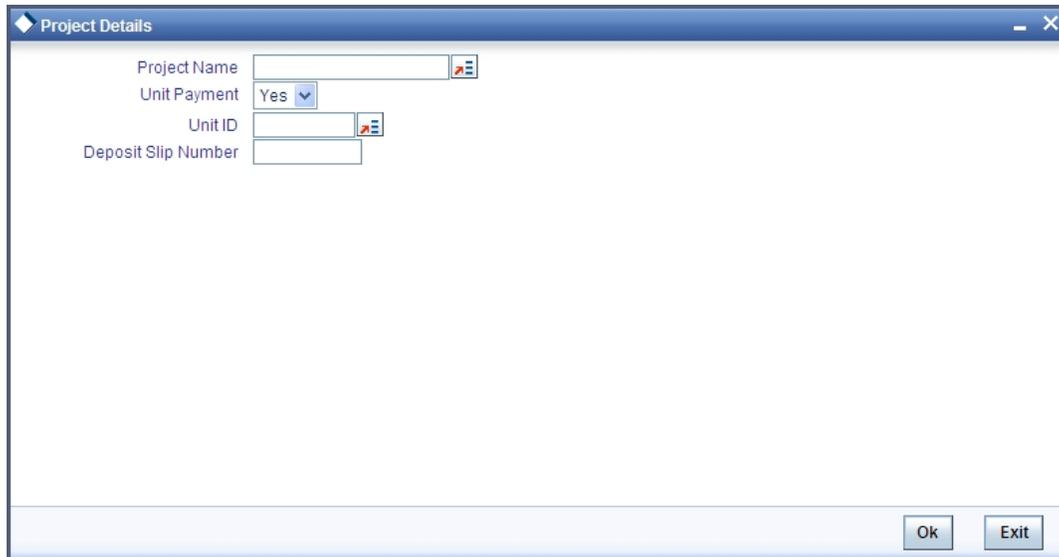 Project Details
Project Name
Unit Payment Yes
Unit ID
Deposit Slip Number
Ok Exit